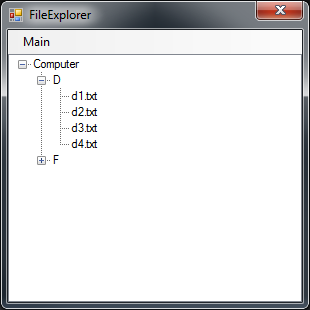 FileExplorer
Main
Computer
D
d1.txt
d2.txt
d3.txt
d4.txt
F